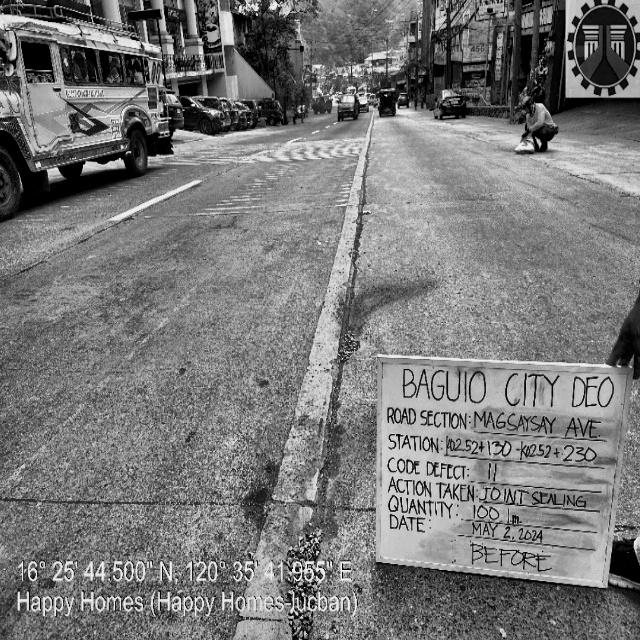 BAGUIO CITY DEO
ROAD SECTION: MAGSAYSAY AVE.
STATION: K0252+130 - K0252+230
CODE DEFECT: 11
ACTION TAKEN: JOINT SEALING
QUANTITY: 100 lm
DATE: MAY 2, 2024
BEFORE
16° 25' 44.500" N, 120° 35' 41.955" E
Happy Homes (Happy Homes-lucban)